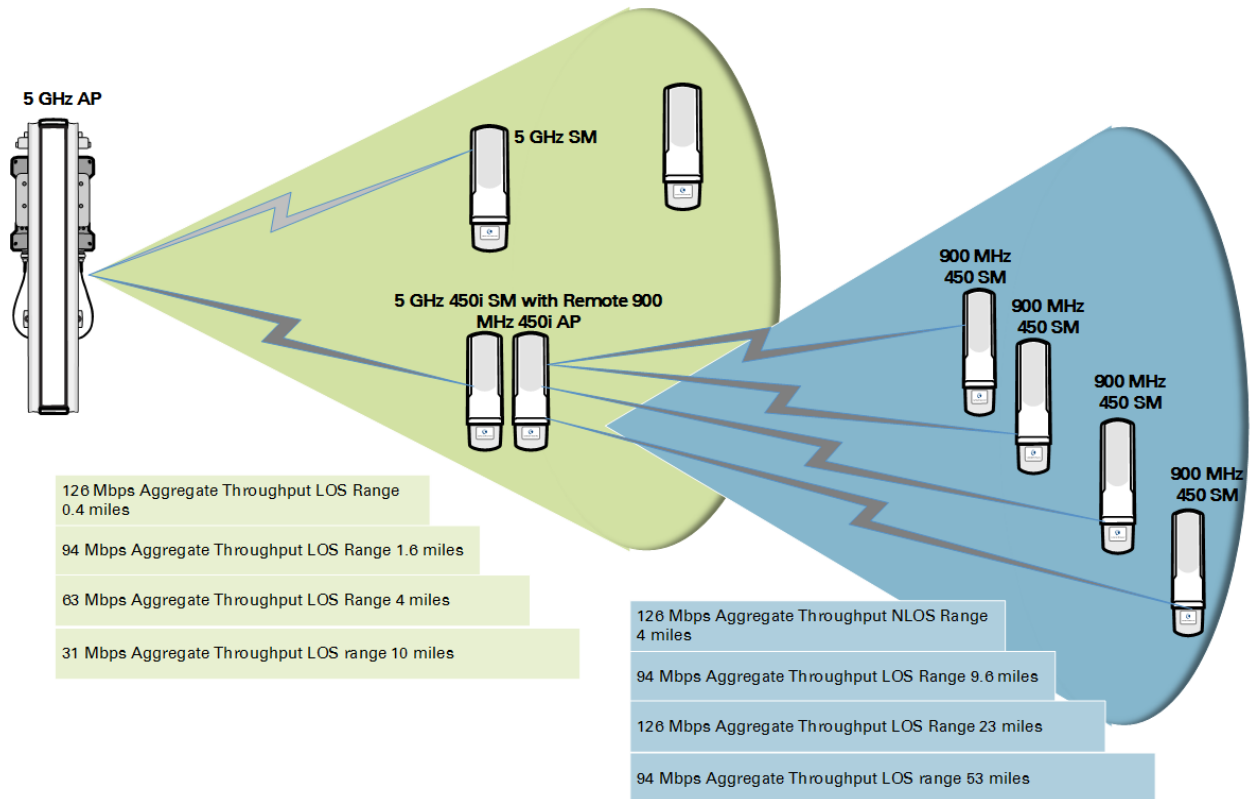 5 GHz AP
5 GHz SM
5 GHz 450i SM with Remote 900
MHz 450i AP
900 MHz
450 SM
900 MHz
450 SM
900 MHz
450 SM
900 MHz
450 SM
126 Mbps Aggregate Throughput LOS Range
0.4 miles
94 Mbps Aggregate Throughput LOS Range 1.6 miles
63 Mbps Aggregate Throughput LOS Range 4 miles
31 Mbps Aggregate Throughput LOS range 10 miles
126 Mbps Aggregate Throughput NLOS Range
4 miles
94 Mbps Aggregate Throughput LOS Range 9.6 miles
126 Mbps Aggregate Throughput LOS Range 23 miles
94 Mbps Aggregate Throughput LOS range 53 miles